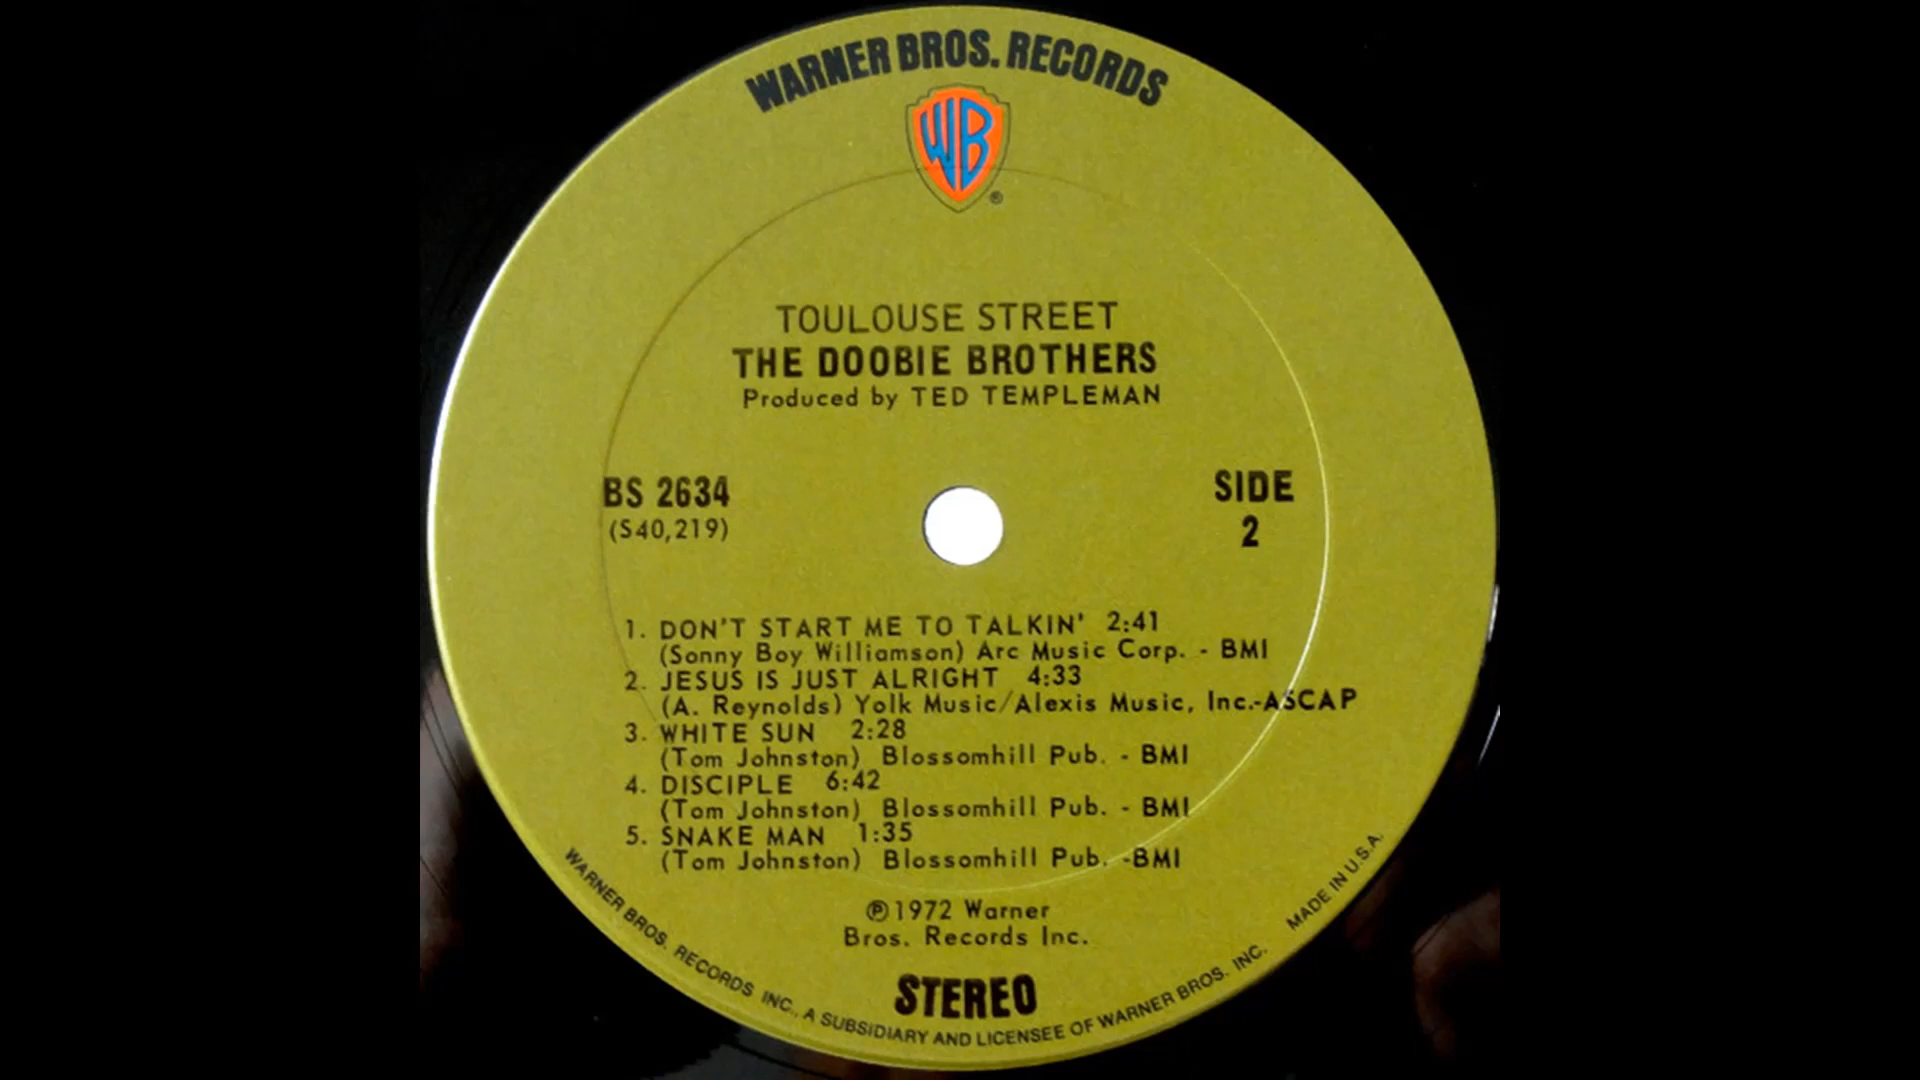 WARNER BROS. RECORDS
WB
®
TOULOUSE STREET
THE DOOBIE BROTHERS
Produced by TED TEMPLEMAN
BS 2634
(S40,219)
SIDE
2
1. DON'T START ME TO TALKIN' 2:41
(Sonny Boy Williamson) Arc Music Corp. - BMI
2. JESUS IS JUST ALRIGHT 4:33
(A. Reynolds) Yolk Music/Alexis Music, Inc.-ASCAP
3. WHITE SUN 2:28
(Tom Johnston) Blossomhill Pub. - BMI
4. DISCIPLE 6:42
(Tom Johnston) Blossomhill Pub. - BMI
5. SNAKE MAN 1:35
(Tom Johnston) Blossomhill Pub. -BMI
℗1972 Warner
Bros. Records Inc.
STEREO
WARNER BROS. RECORDS INC., A SUBSIDIARY AND LICENSEE OF WARNER BROS. INC. MADE IN U.S.A.